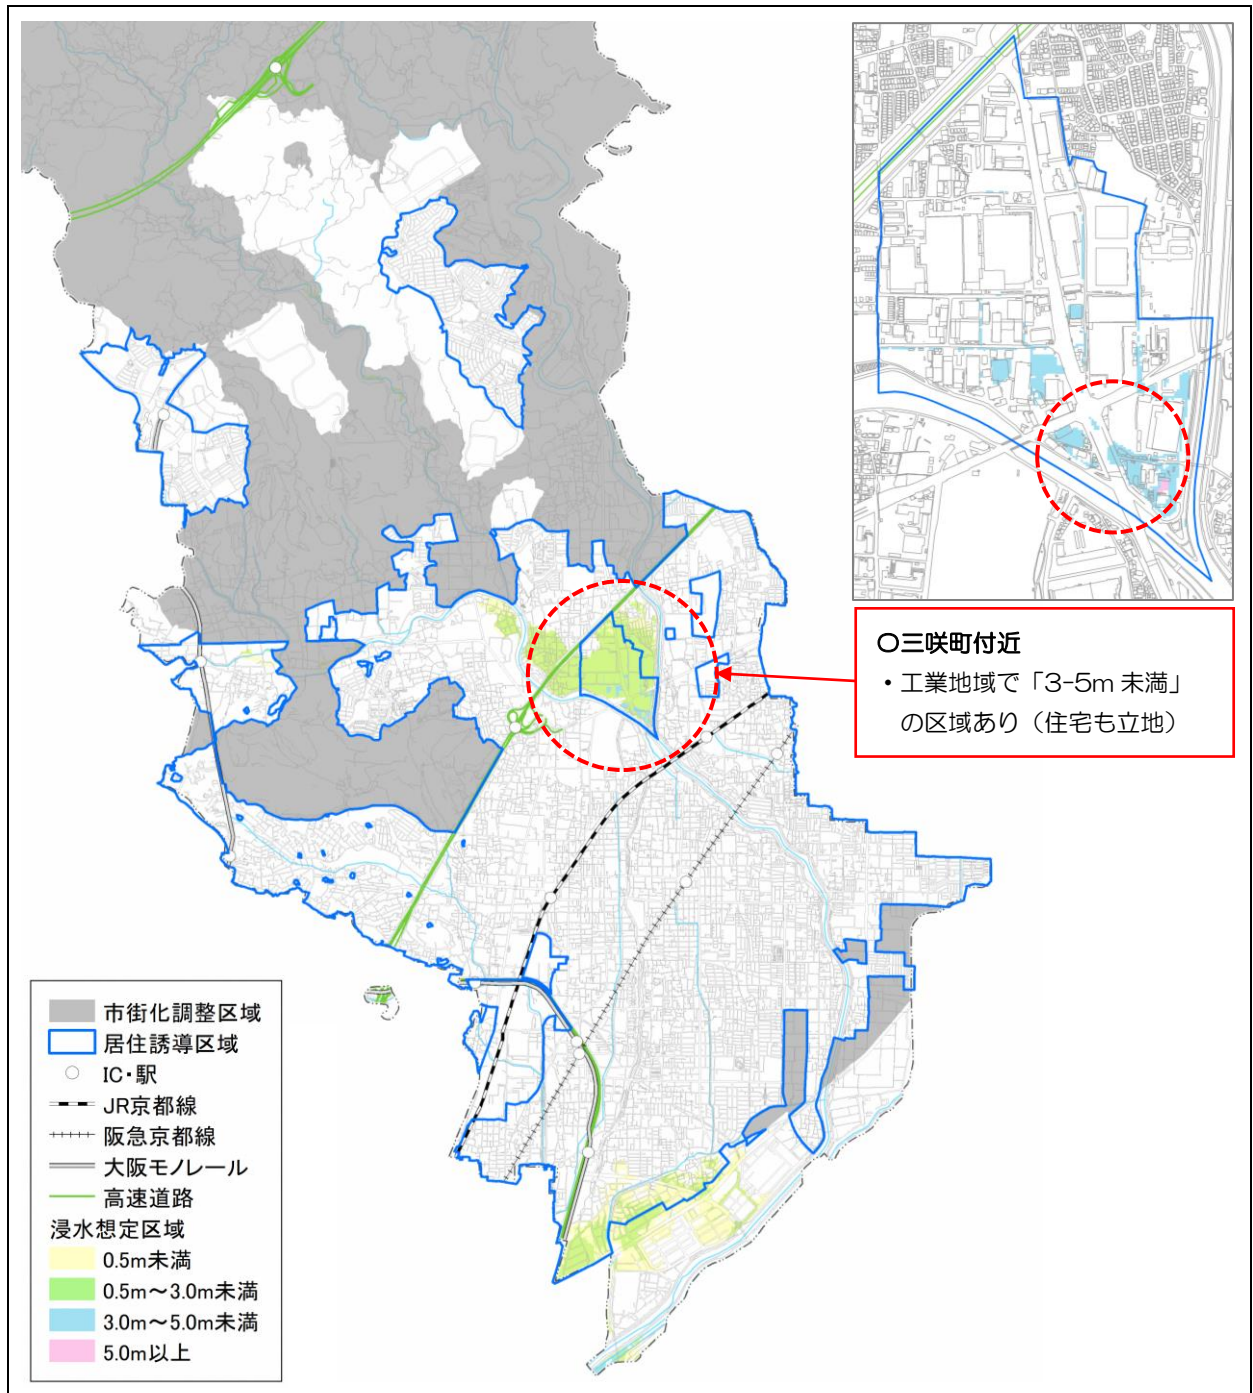 〇三咲町付近
・工業地域で「3-5m 未満」
の区域あり（住宅も立地）
市街化調整区域
居住誘導区域
IC・駅
JR京都線
阪急京都線
大阪モノレール
高速道路
浸水想定区域
0.5m未満
0.5m～3.0m未満
3.0m～5.0m未満
5.0m以上